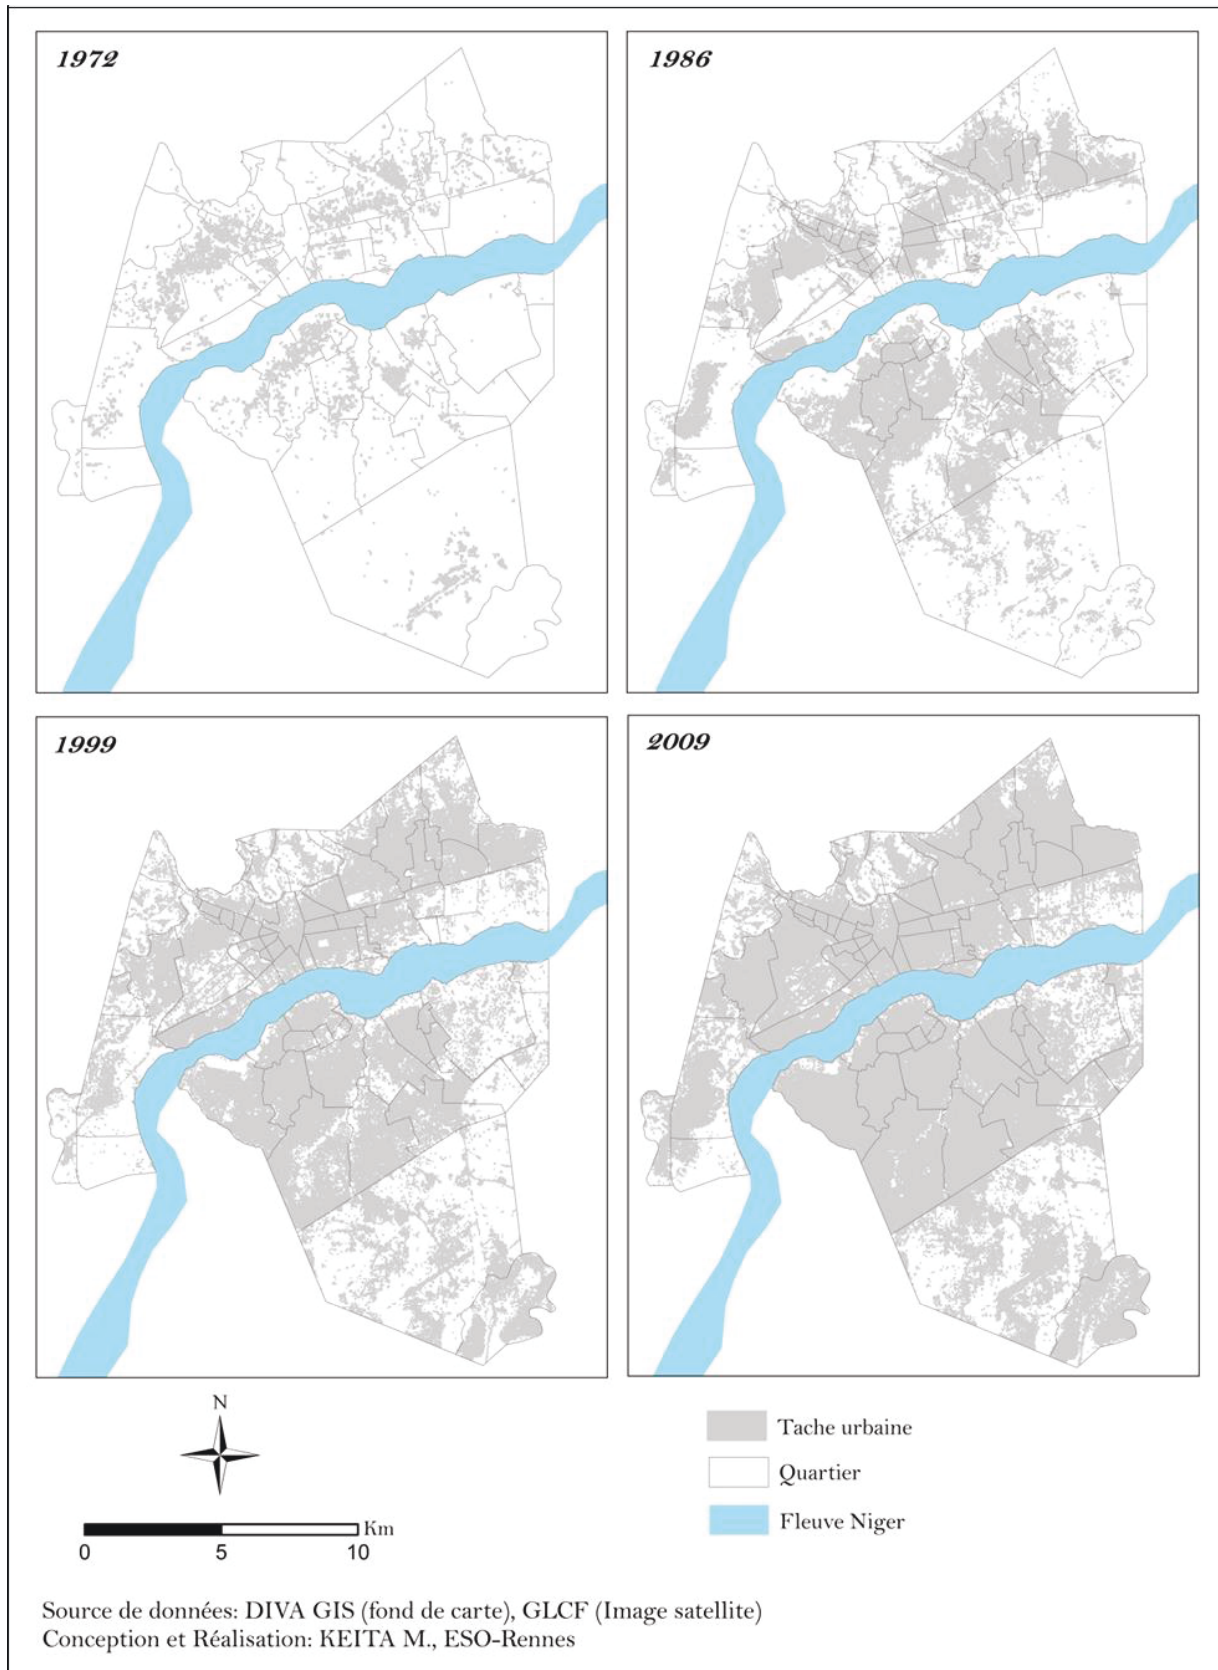 1972
1986
1999
2009
N
Km
0 5 10
Tache urbaine
Quartier
Fleuve Niger
Source de données: DIVA GIS (fond de carte), GLCF (Image satellite)
Conception et Réalisation: KEITA M., ESO-Rennes